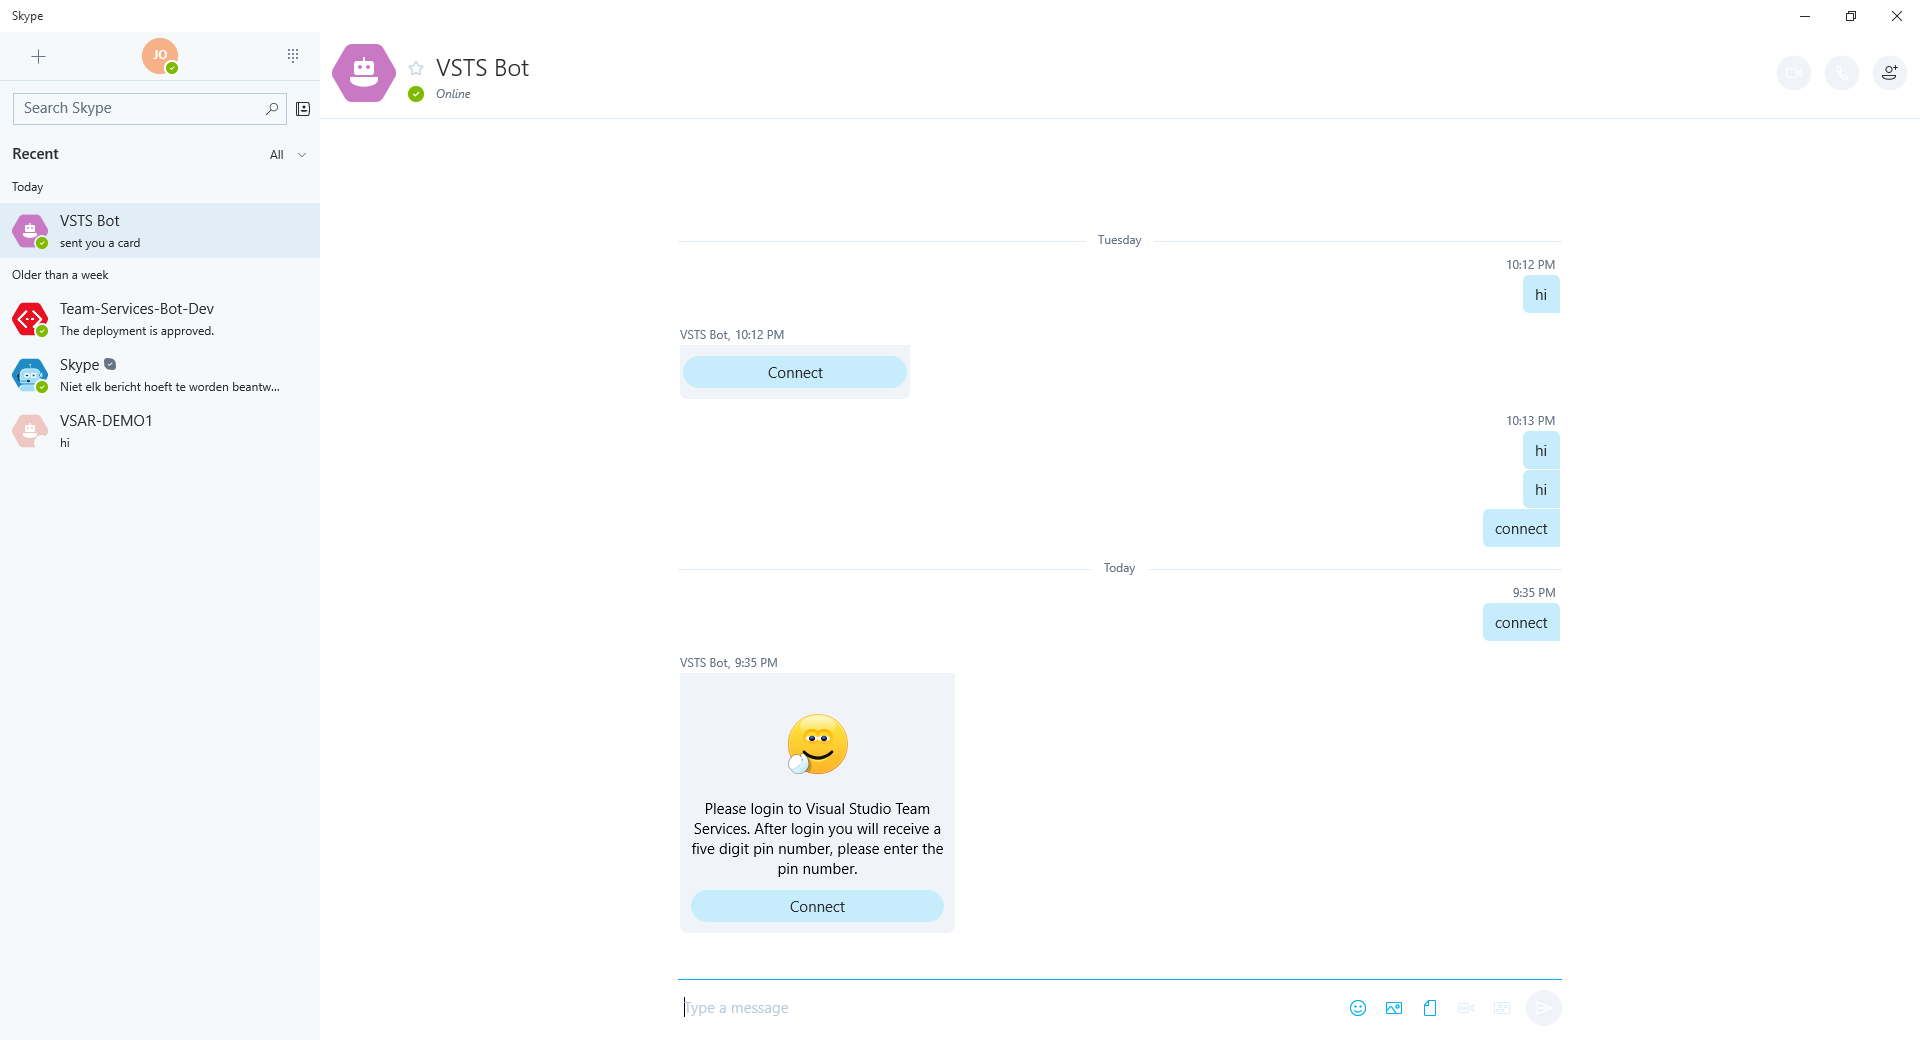 Skype
JO
Search Skype
Recent
All
Today
VSTS Bot
sent you a card
Older than a week
Team-Services-Bot-Dev
The deployment is approved.
Skype
Niet elk bericht hoeft te worden beantw...
VSAR-DEMO1
hi
VSTS Bot
Online
Tuesday
10:12 PM
hi
VSTS Bot, 10:12 PM
Connect
10:13 PM
hi
hi
connect
Today
9:35 PM
connect
VSTS Bot, 9:35 PM
Please login to Visual Studio Team
Services. After login you will receive a
five digit pin number, please enter the
pin number.
Connect
Type a message